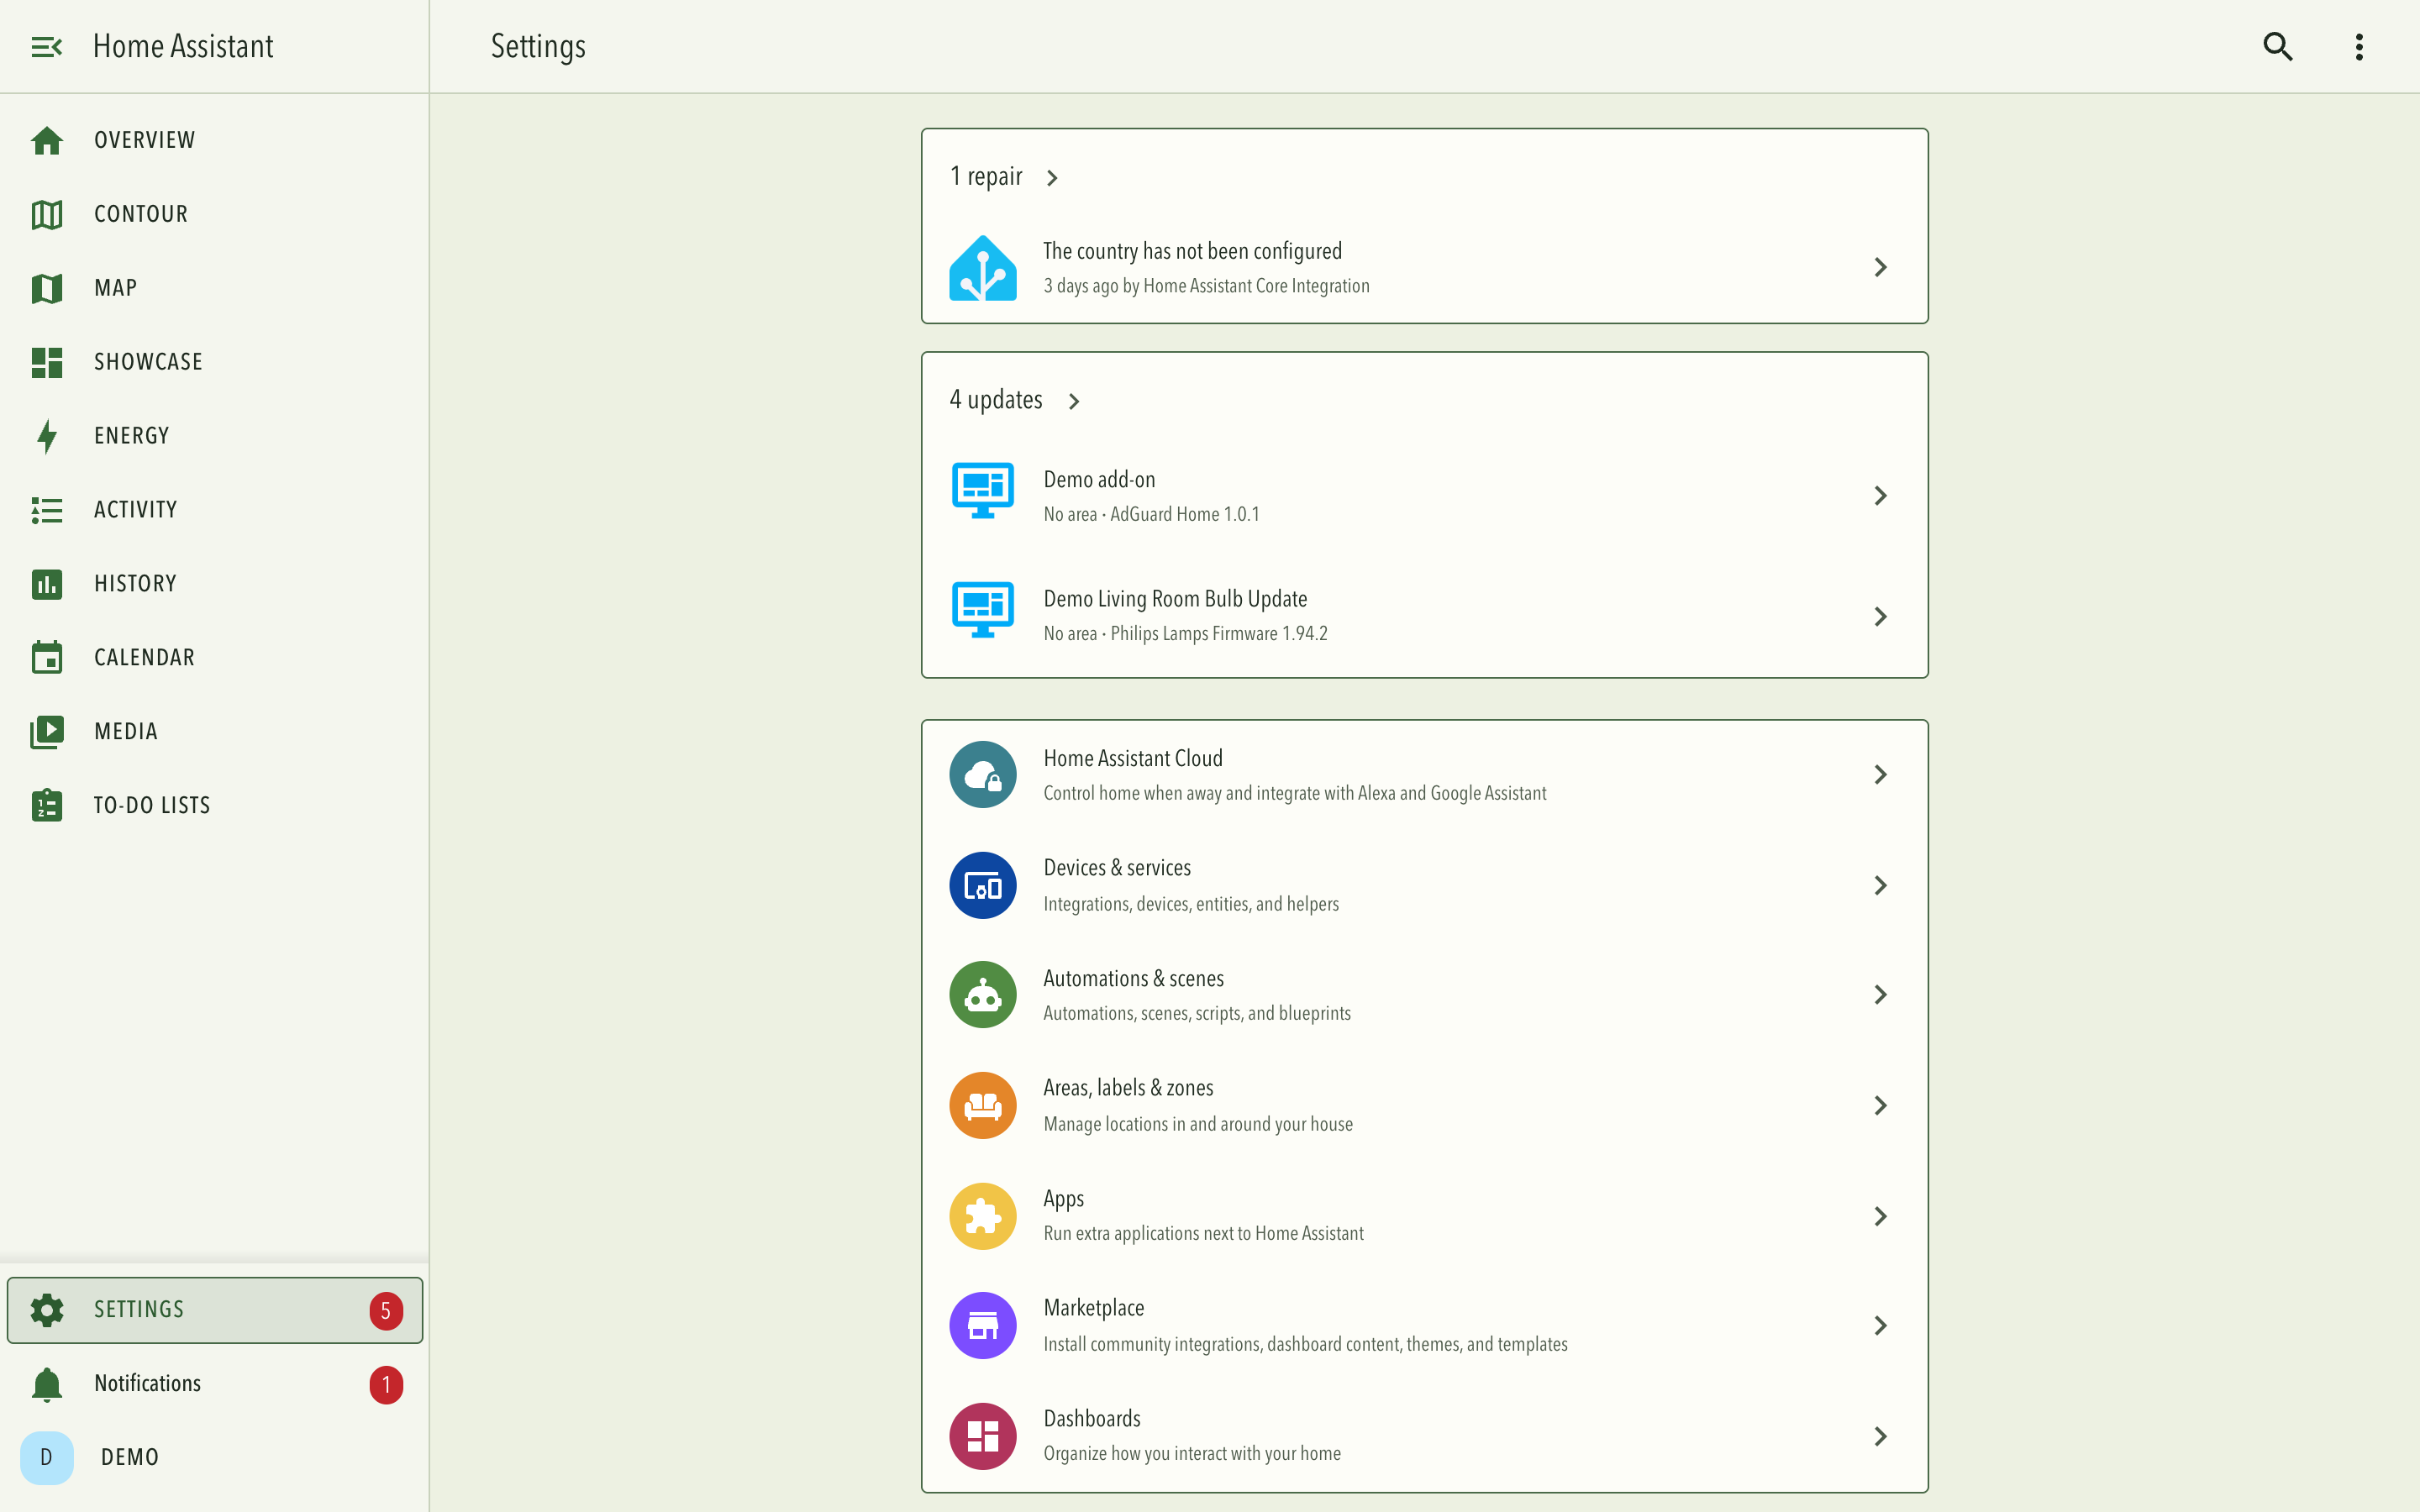 Home Assistant
Settings
OVERVIEW
CONTOUR
MAP
SHOWCASE
ENERGY
ACTIVITY
HISTORY
CALENDAR
MEDIA
TO-DO LISTS
SETTINGS 5
Notifications 1
D DEMO
1 repair
The country has not been configured
3 days ago by Home Assistant Core Integration
4 updates
Demo add-on
No area · AdGuard Home 1.0.1
Demo Living Room Bulb Update
No area · Philips Lamps Firmware 1.94.2
Home Assistant Cloud
Control home when away and integrate with Alexa and Google Assistant
Devices & services
Integrations, devices, entities, and helpers
Automations & scenes
Automations, scenes, scripts, and blueprints
Areas, labels & zones
Manage locations in and around your house
Apps
Run extra applications next to Home Assistant
Marketplace
Install community integrations, dashboard content, themes, and templates
Dashboards
Organize how you interact with your home